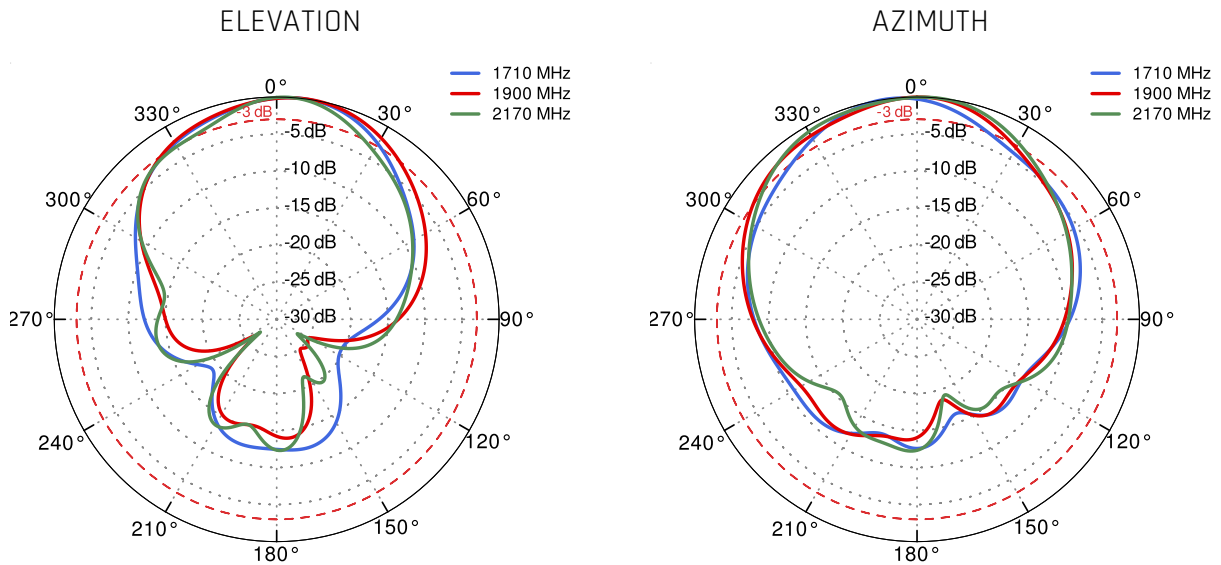 ELEVATION
1710 MHz
1900 MHz
2170 MHz
0°
30°
60°
90°
120°
150°
180°
210°
240°
270°
300°
330°
-3 dB
-5 dB
-10 dB
-15 dB
-20 dB
-25 dB
-30 dB
AZIMUTH
1710 MHz
1900 MHz
2170 MHz
0°
30°
60°
90°
120°
150°
180°
210°
240°
270°
300°
330°
-3 dB
-5 dB
-10 dB
-15 dB
-20 dB
-25 dB
-30 dB